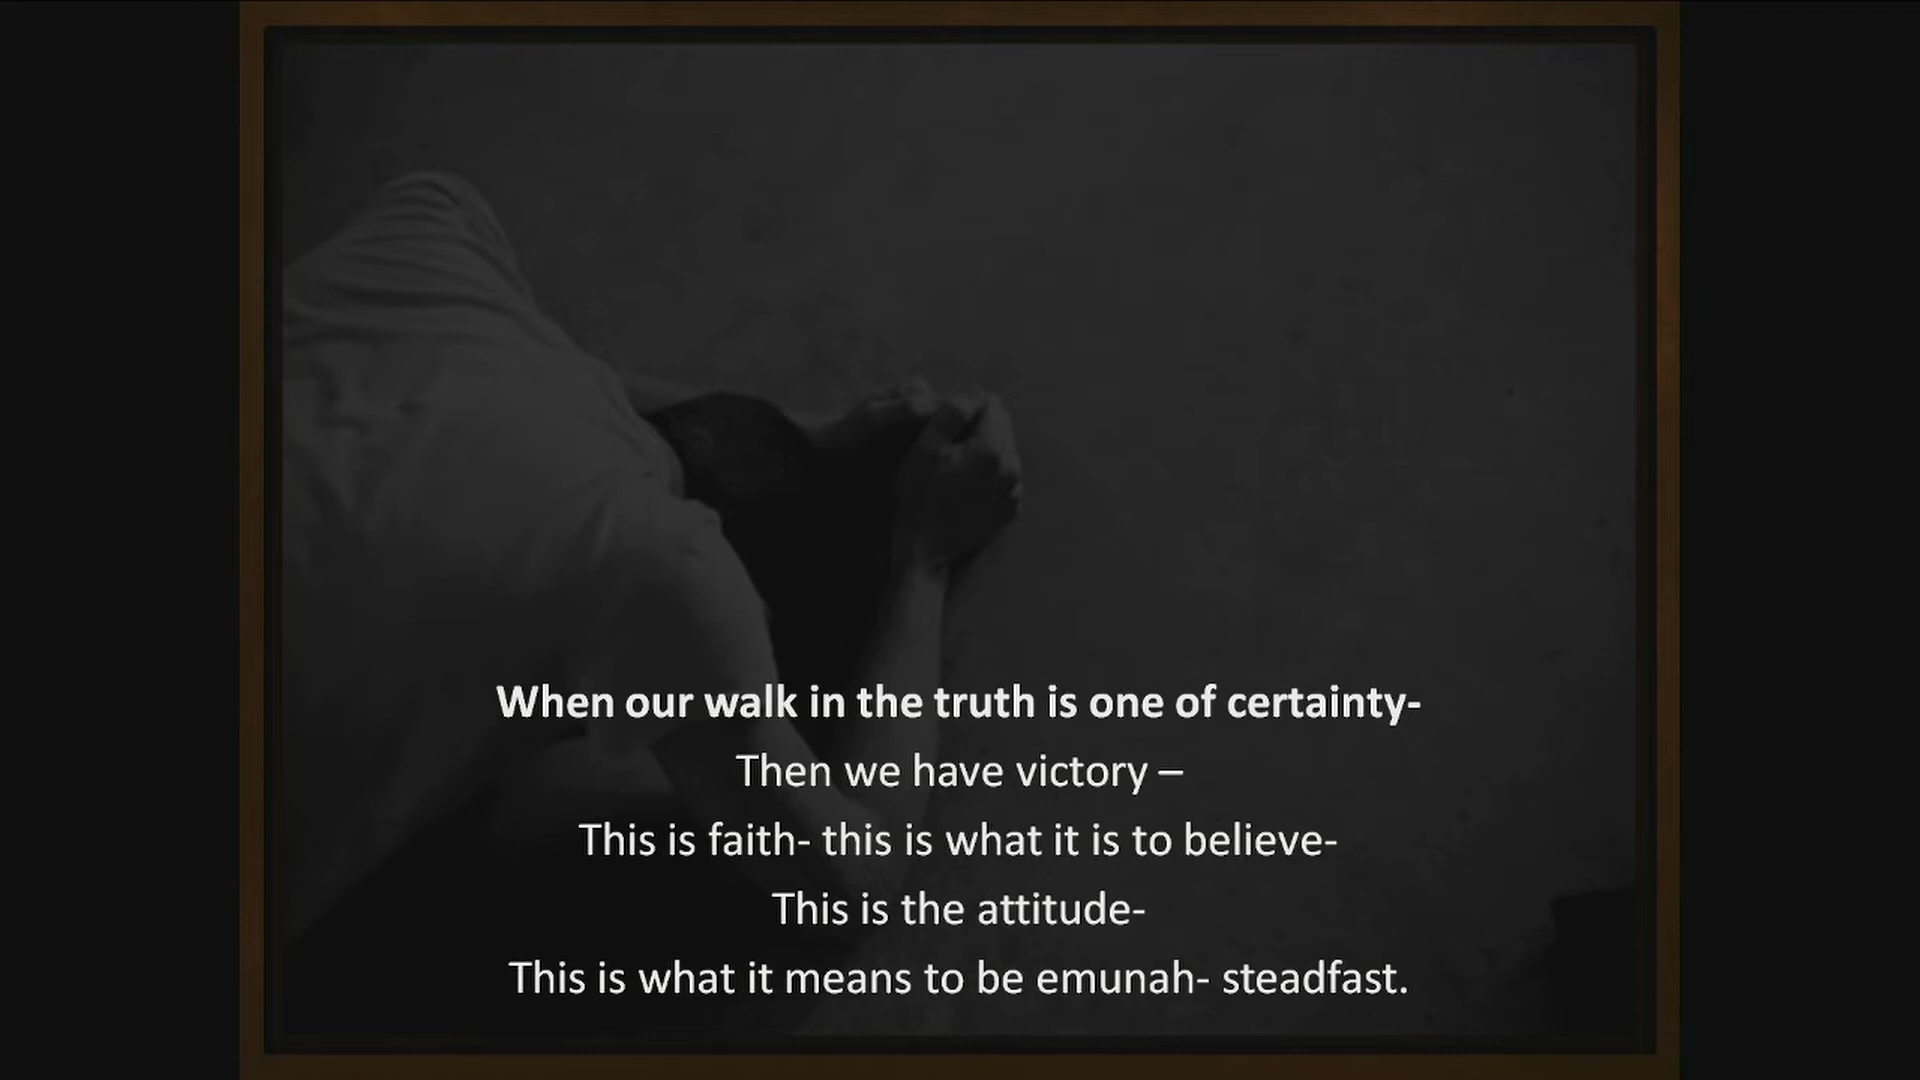 When our walk in the truth is one of certainty-
Then we have victory –
This is faith- this is what it is to believe-
This is the attitude-
This is what it means to be emunah- steadfast.